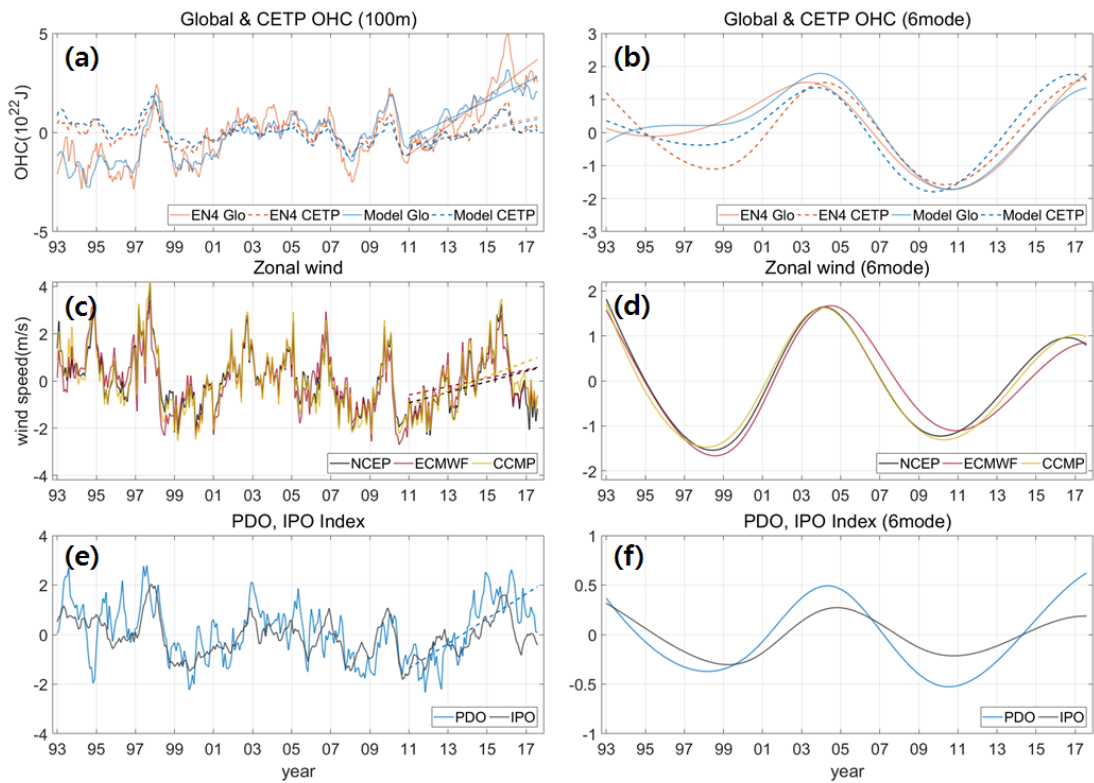 Global & CETP OHC (100m)
(a)
OHC(10²²J)
5
0
-5
EN4 Glo EN4 CETP Model Glo Model CETP
93 95 97 99 01 03 05 07 09 11 13 15 17
Global & CETP OHC (6mode)
(b)
3
2
1
0
-1
-2
-3
EN4 Glo EN4 CETP Model Glo Model CETP
93 95 97 99 01 03 05 07 09 11 13 15 17
Zonal wind
(c)
wind speed(m/s)
4
2
0
-2
-4
NCEP ECMWF CCMP
93 95 97 99 01 03 05 07 09 11 13 15 17
Zonal wind (6mode)
(d)
2
1
0
-1
-2
NCEP ECMWF CCMP
93 95 97 99 01 03 05 07 09 11 13 15 17
PDO, IPO Index
(e)
4
2
0
-2
-4
PDO IPO
93 95 97 99 01 03 05 07 09 11 13 15 17
year
PDO, IPO Index (6mode)
(f)
1
0.5
0
-0.5
-1
PDO IPO
93 95 97 99 01 03 05 07 09 11 13 15 17
year